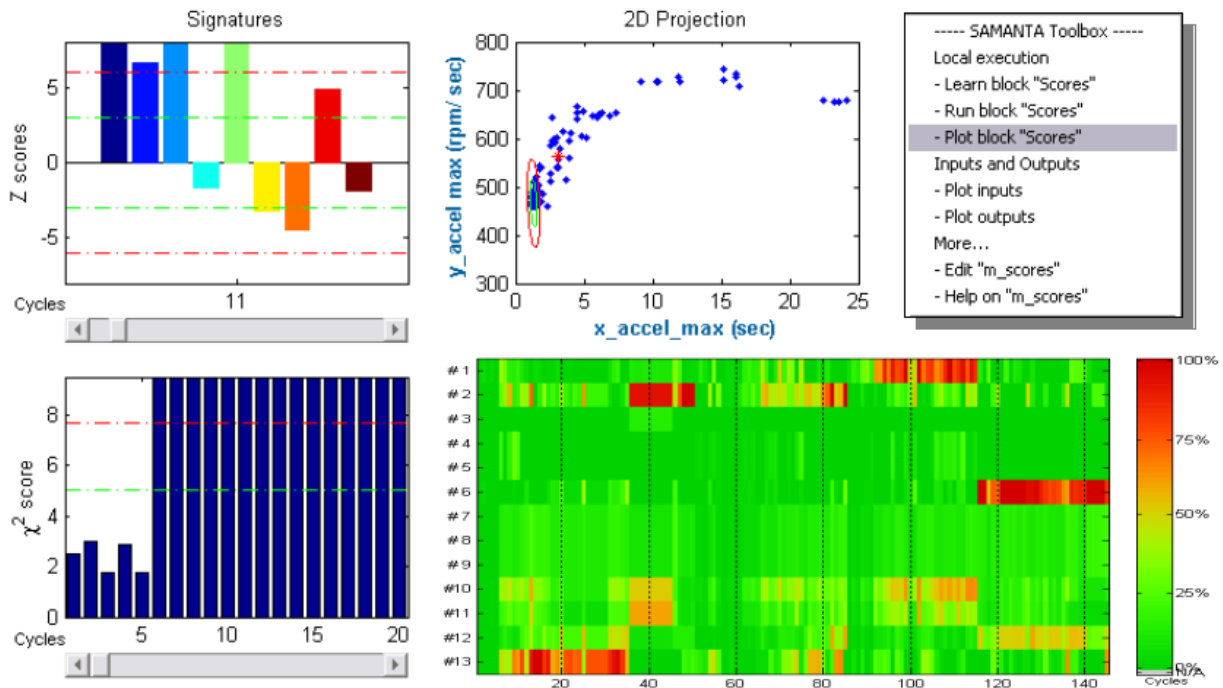 Signatures
Z scores
5
0
-5
11
Cycles
2D Projection
y_accel max (rpm/ sec)
800
700
600
500
400
300
0
5
10
15
20
25
x_accel_max (sec)
----- SAMANTA Toolbox -----
Local execution
- Learn block "Scores"
- Run block "Scores"
- Plot block "Scores"
Inputs and Outputs
- Plot inputs
- Plot outputs
More...
- Edit "m_scores"
- Help on "m_scores"
χ2 score
8
6
4
2
0
5
10
15
20
Cycles
#1
#2
#3
#4
#5
#6
#7
#8
#9
#10
#11
#12
#13
20
40
60
80
100
120
140
100%
75%
50%
25%
0%
N/A
Cycles